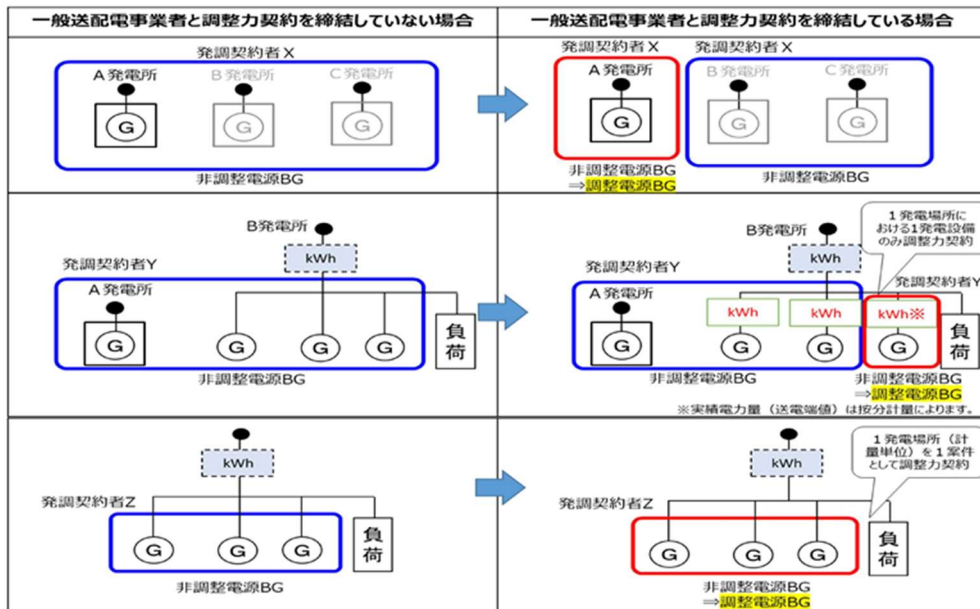 一般送配電事業者と調整力契約を締結していない場合
一般送配電事業者と調整力契約を締結している場合
発調契約者X
A発電所
B発電所
C発電所
G
G
G
非調整電源BG
発調契約者X
発調契約者X
A発電所
B発電所
C発電所
G
G
G
非調整電源BG
⇒調整電源BG
非調整電源BG
B発電所
kWh
発調契約者Y
A発電所
G
G
G
G
負荷
非調整電源BG
1発電場所に
おける1発電設備
のみ調整力契約
B発電所
kWh
発調契約者Y
発調契約者Y
A発電所
kWh
kWh
kWh※
G
G
G
G
負荷
非調整電源BG
非調整電源BG
⇒調整電源BG
※実績電力量（送電端値）は按分計量によります。
kWh
発調契約者Z
G
G
G
負荷
非調整電源BG
1発電場所（計
量単位）を1案件
として調整力契約
kWh
発調契約者Z
G
G
G
負荷
非調整電源BG
⇒調整電源BG